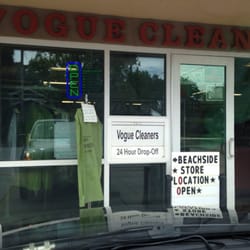 VOGUE CLEAN
OPEN
Vogue Cleaners
24 Hour Drop-Off
*BEACHSIDE
* STORE
LOCATION*
OPEN*